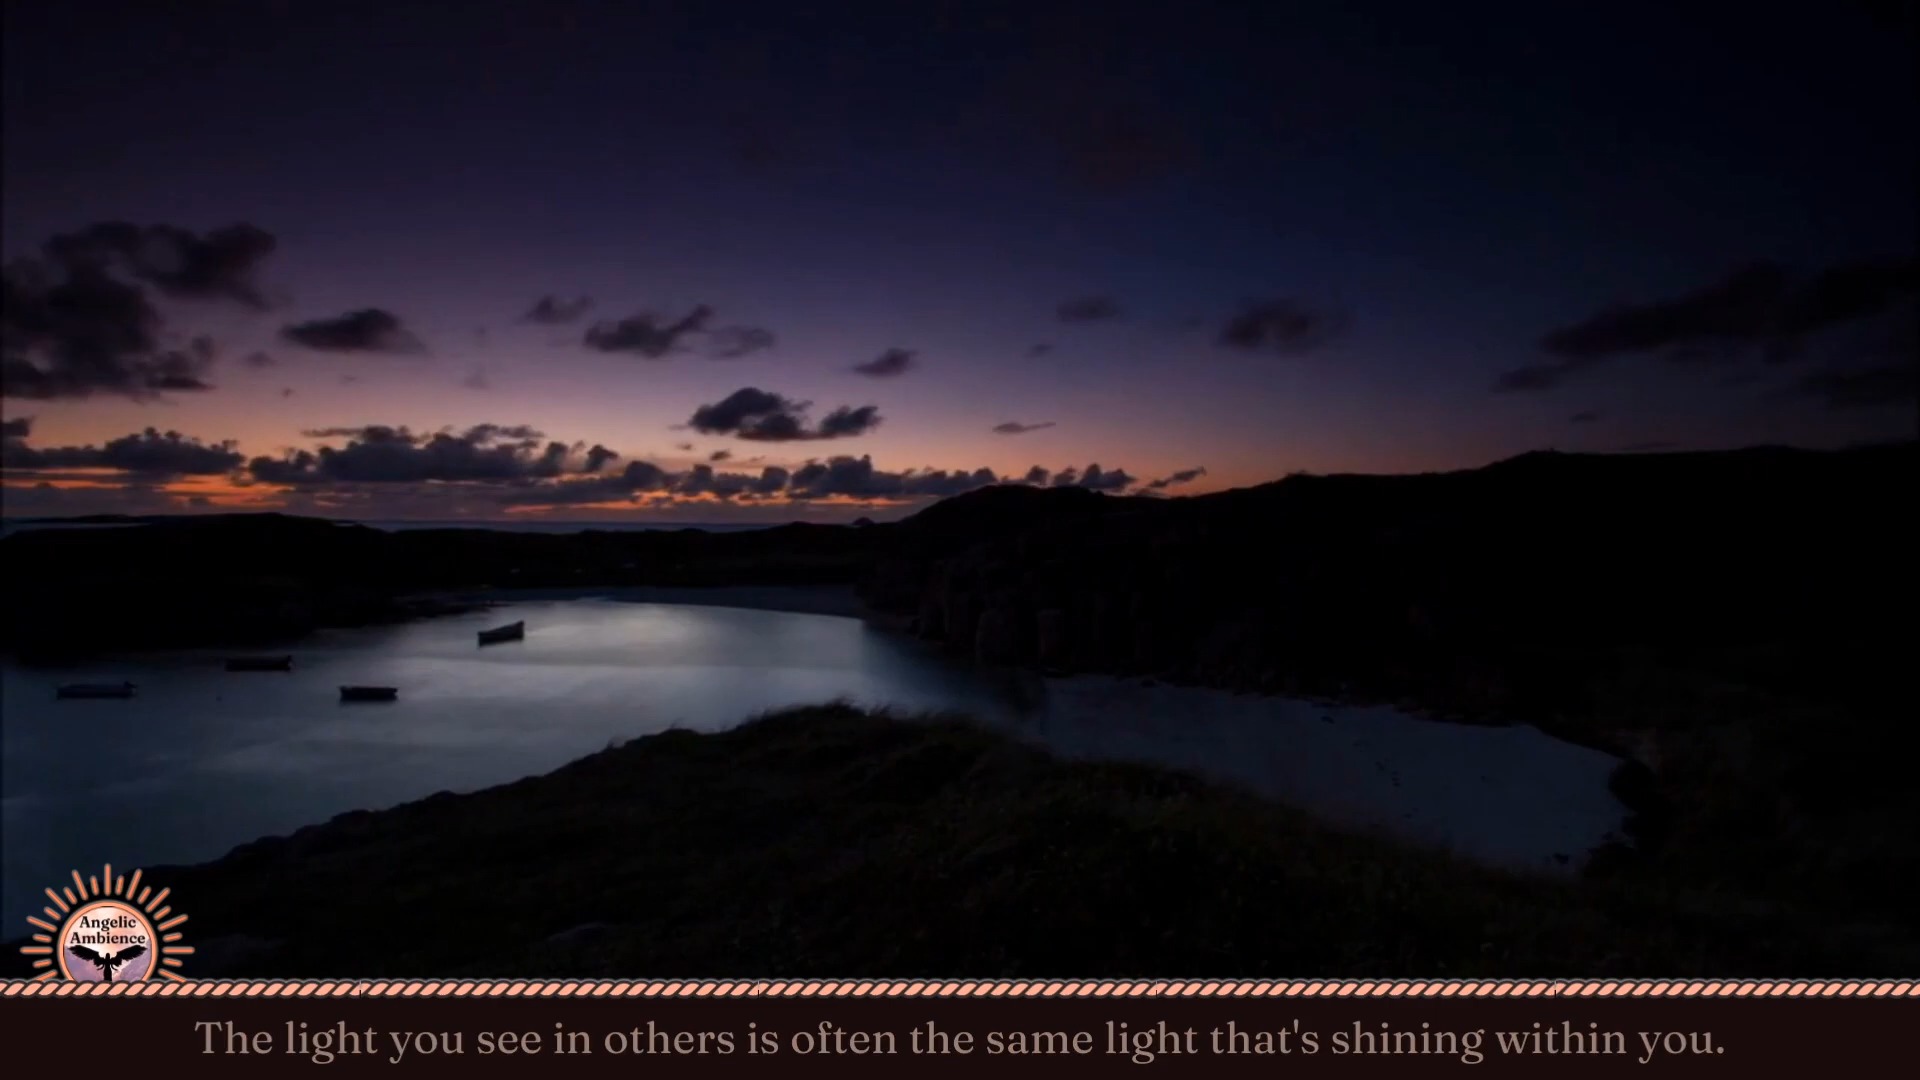 Angelic
Ambience
The light you see in others is often the same light that's shining within you.